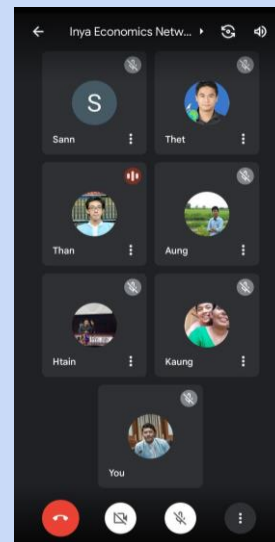 Inya Economics Netw...
S
Sann
Thet
Than
Aung
Htain
Kaung
You